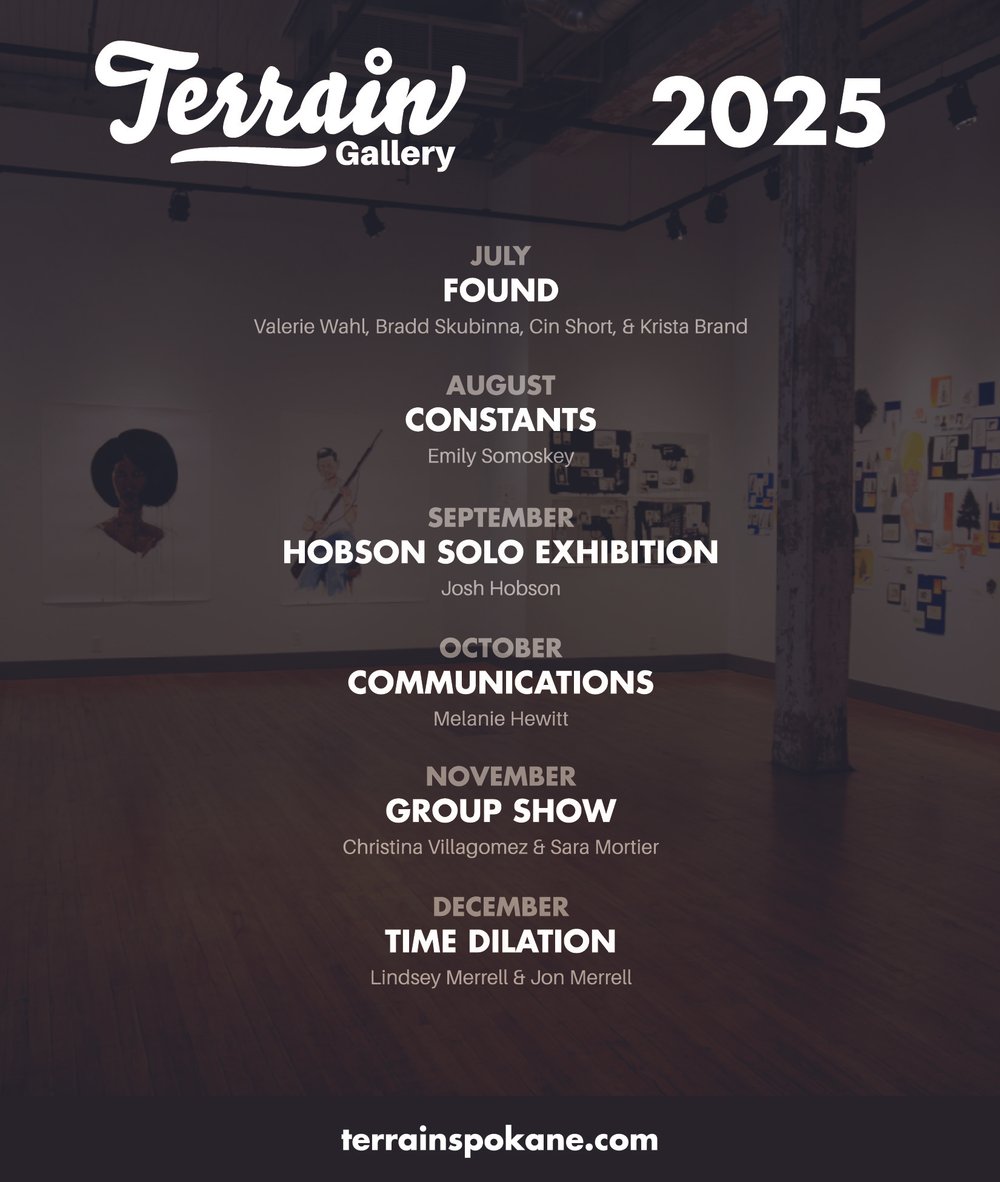 Terrain
Gallery
2025
JULY
FOUND
Valerie Wahl, Bradd Skubinna, Cin Short, & Krista Brand
AUGUST
CONSTANTS
Emily Somoskey
SEPTEMBER
HOBSON SOLO EXHIBITION
Josh Hobson
OCTOBER
COMMUNICATIONS
Melanie Hewitt
NOVEMBER
GROUP SHOW
Christina Villagomez & Sara Mortier
DECEMBER
TIME DILATION
Lindsey Merrell & Jon Merrell
terrainspokane.com